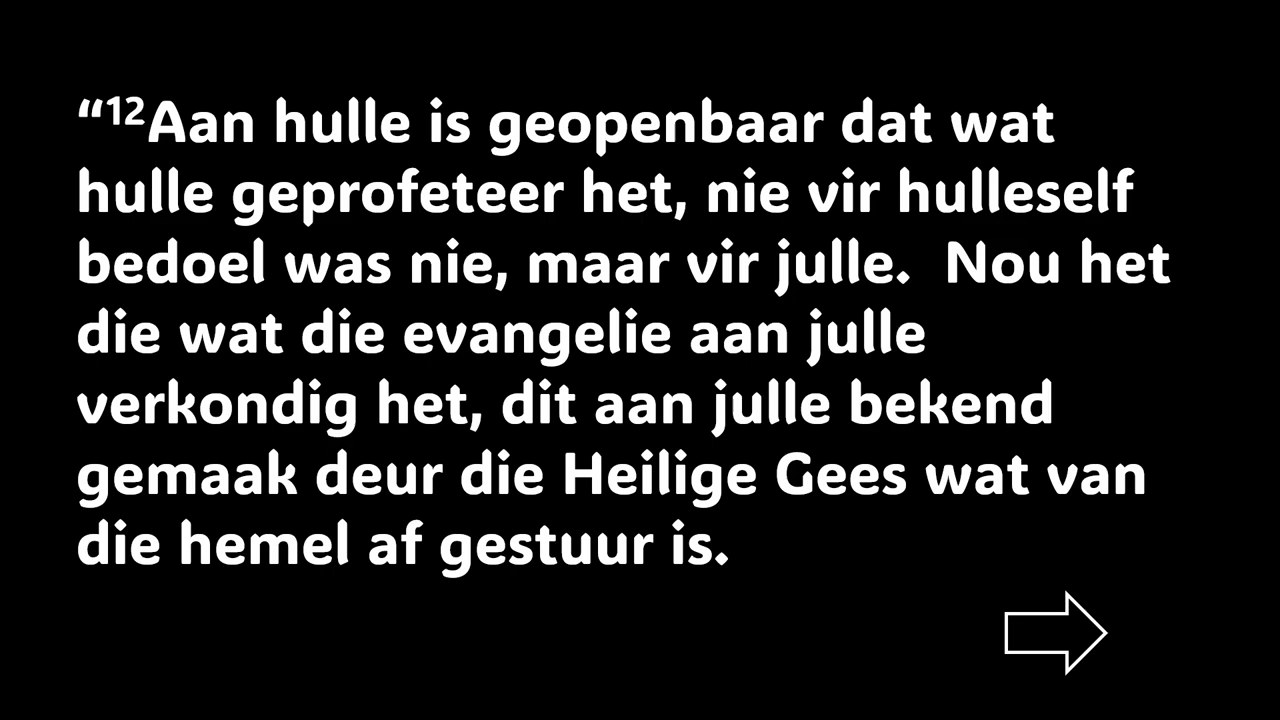 “¹²Aan hulle is geopenbaar dat wat
hulle geprofeteer het, nie vir hulleself
bedoel was nie, maar vir julle.  Nou het
die wat die evangelie aan julle
verkondig het, dit aan julle bekend
gemaak deur die Heilige Gees wat van
die hemel af gestuur is.